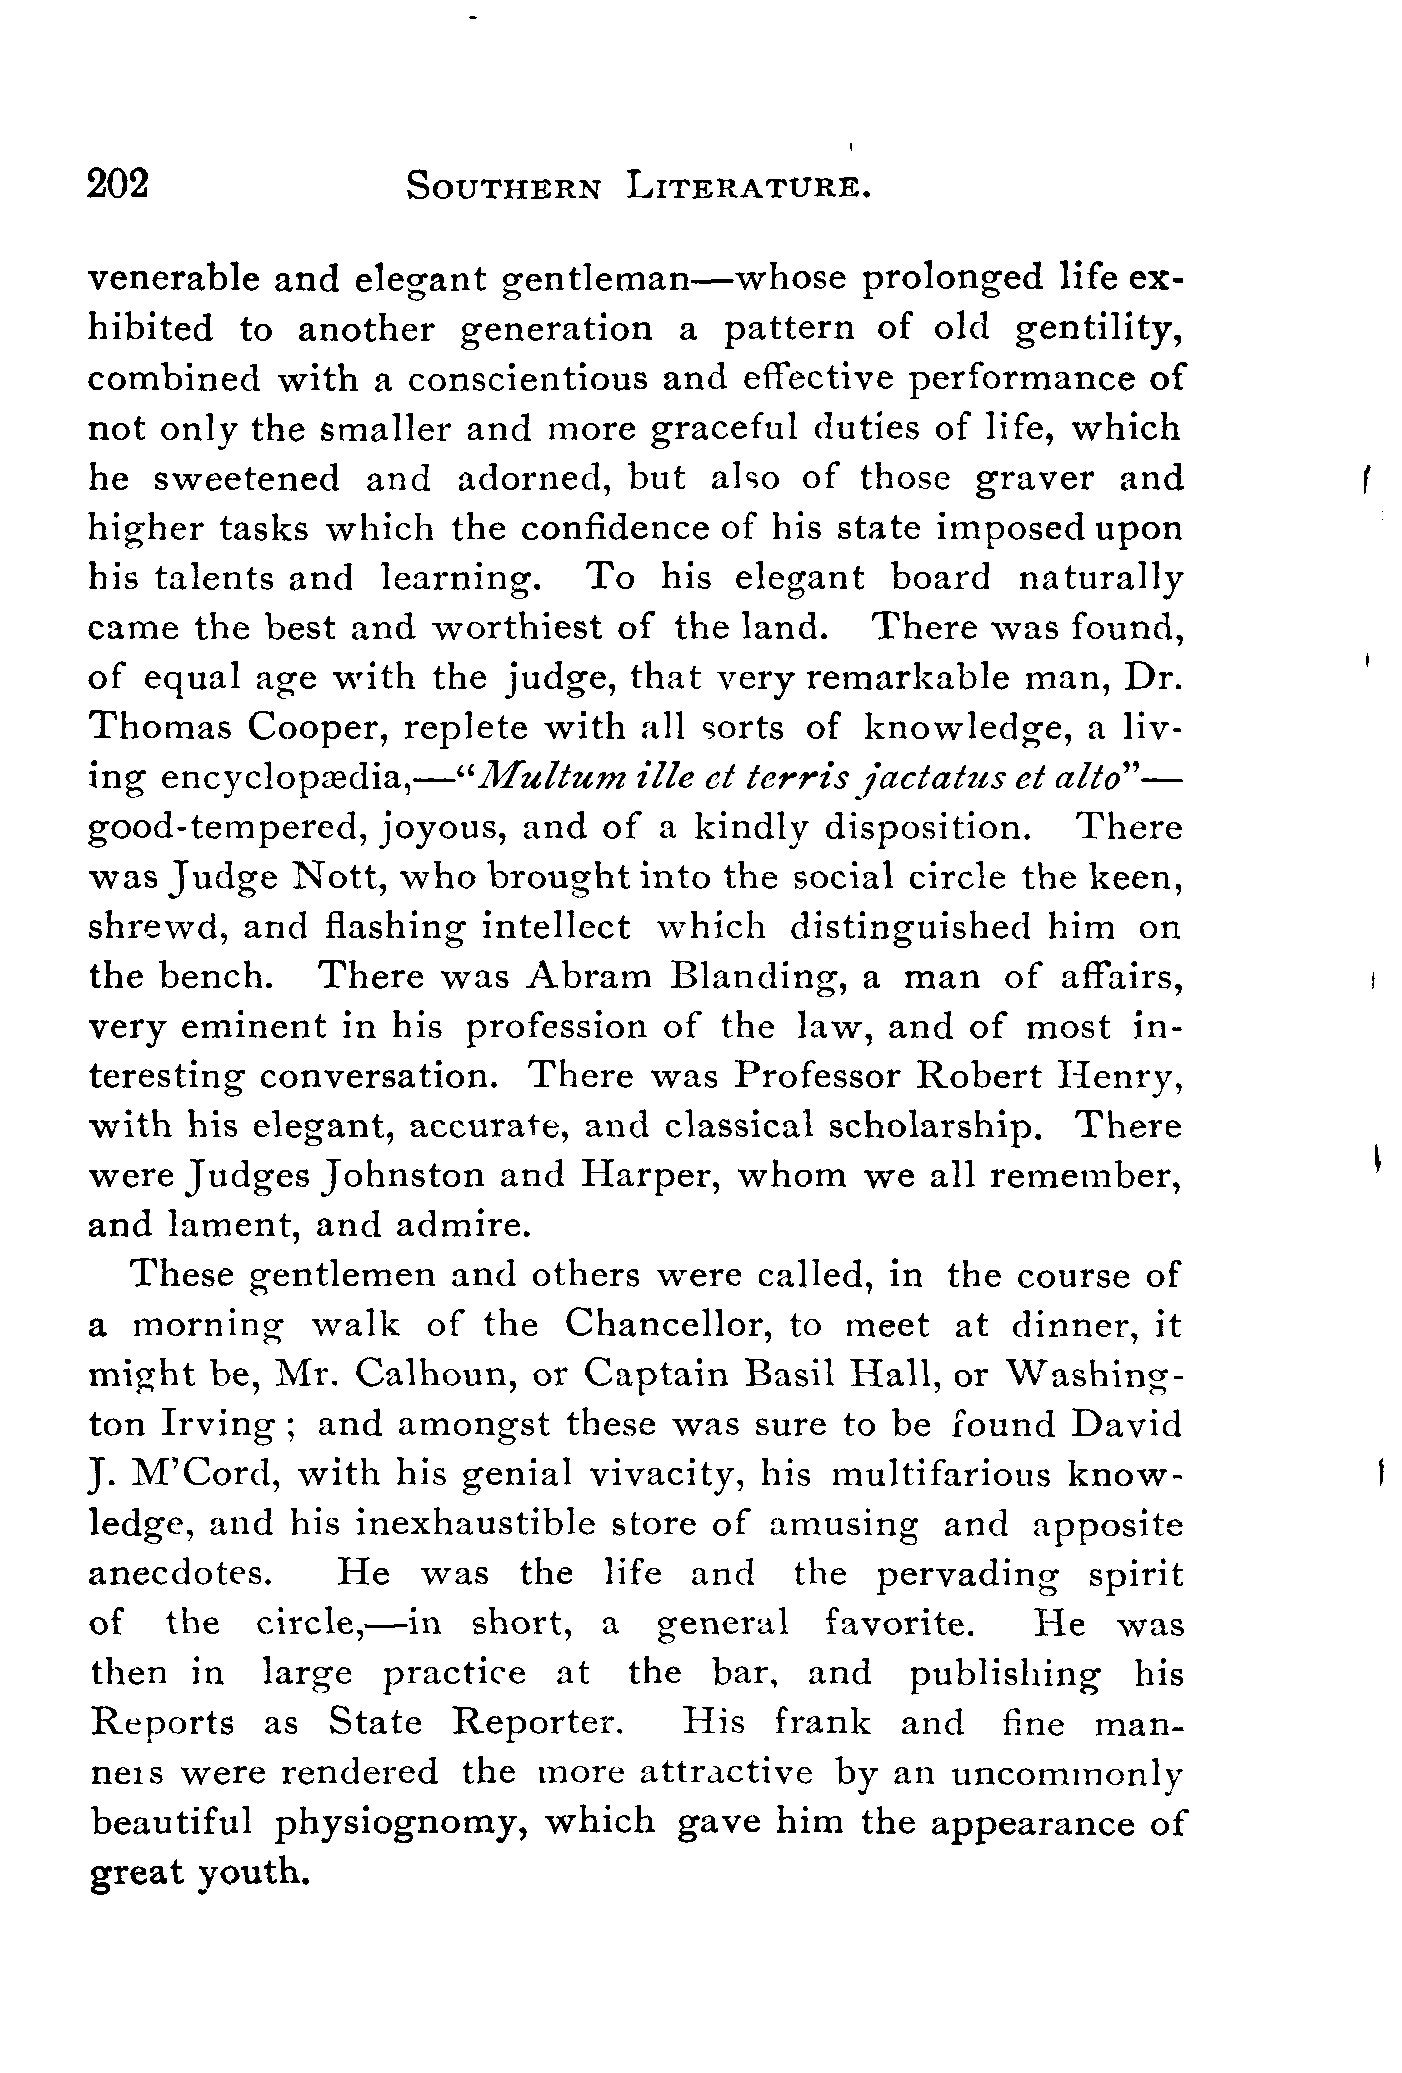 202 SOUTHERN LITERATURE.
venerable and elegant gentleman—whose prolonged life ex-
hibited to another generation a pattern of old gentility,
combined with a conscientious and effective performance of
not only the smaller and more graceful duties of life, which
he sweetened and adorned, but also of those graver and
higher tasks which the confidence of his state imposed upon
his talents and learning. To his elegant board naturally
came the best and worthiest of the land. There was found,
of equal age with the judge, that very remarkable man, Dr.
Thomas Cooper, replete with all sorts of knowledge, a liv-
ing encyclopædia,—“Multum ille et terris jactatus et alto”—
good-tempered, joyous, and of a kindly disposition. There
was Judge Nott, who brought into the social circle the keen,
shrewd, and flashing intellect which distinguished him on
the bench. There was Abram Blanding, a man of affairs,
very eminent in his profession of the law, and of most in-
teresting conversation. There was Professor Robert Henry,
with his elegant, accurate, and classical scholarship. There
were Judges Johnston and Harper, whom we all remember,
and lament, and admire.
These gentlemen and others were called, in the course of
a morning walk of the Chancellor, to meet at dinner, it
might be, Mr. Calhoun, or Captain Basil Hall, or Washing-
ton Irving ; and amongst these was sure to be found David
J. M’Cord, with his genial vivacity, his multifarious know-
ledge, and his inexhaustible store of amusing and apposite
anecdotes. He was the life and the pervading spirit
of the circle,—in short, a general favorite. He was
then in large practice at the bar, and publishing his
Reports as State Reporter. His frank and fine man-
ners were rendered the more attractive by an uncommonly
beautiful physiognomy, which gave him the appearance of
great youth.